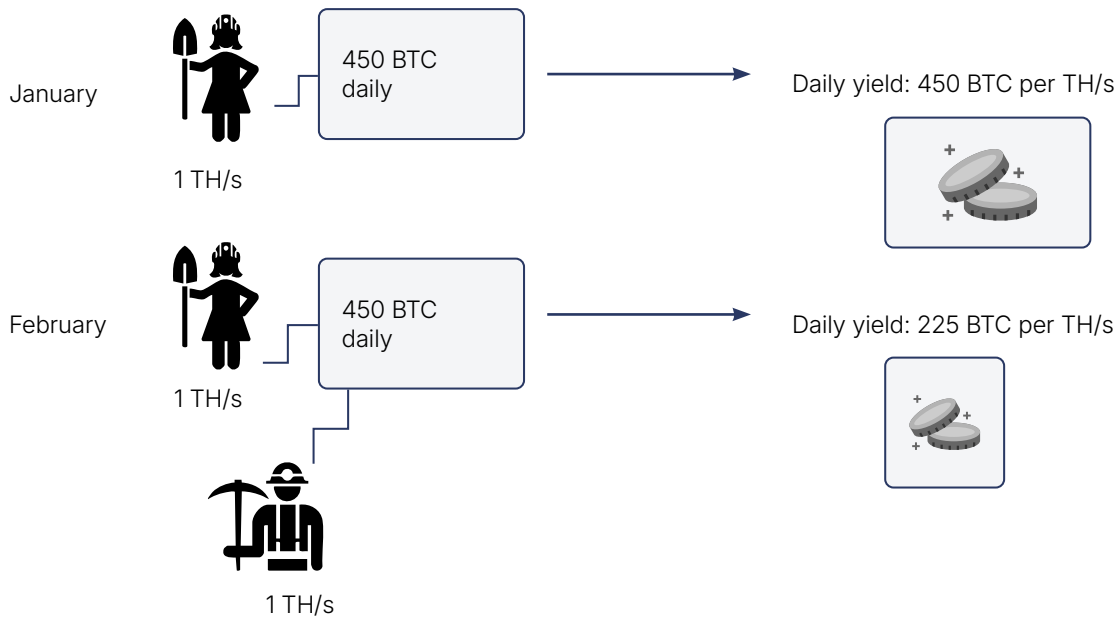 January
1 TH/s
450 BTC
daily
Daily yield: 450 BTC per TH/s
February
1 TH/s
450 BTC
daily
Daily yield: 225 BTC per TH/s
1 TH/s